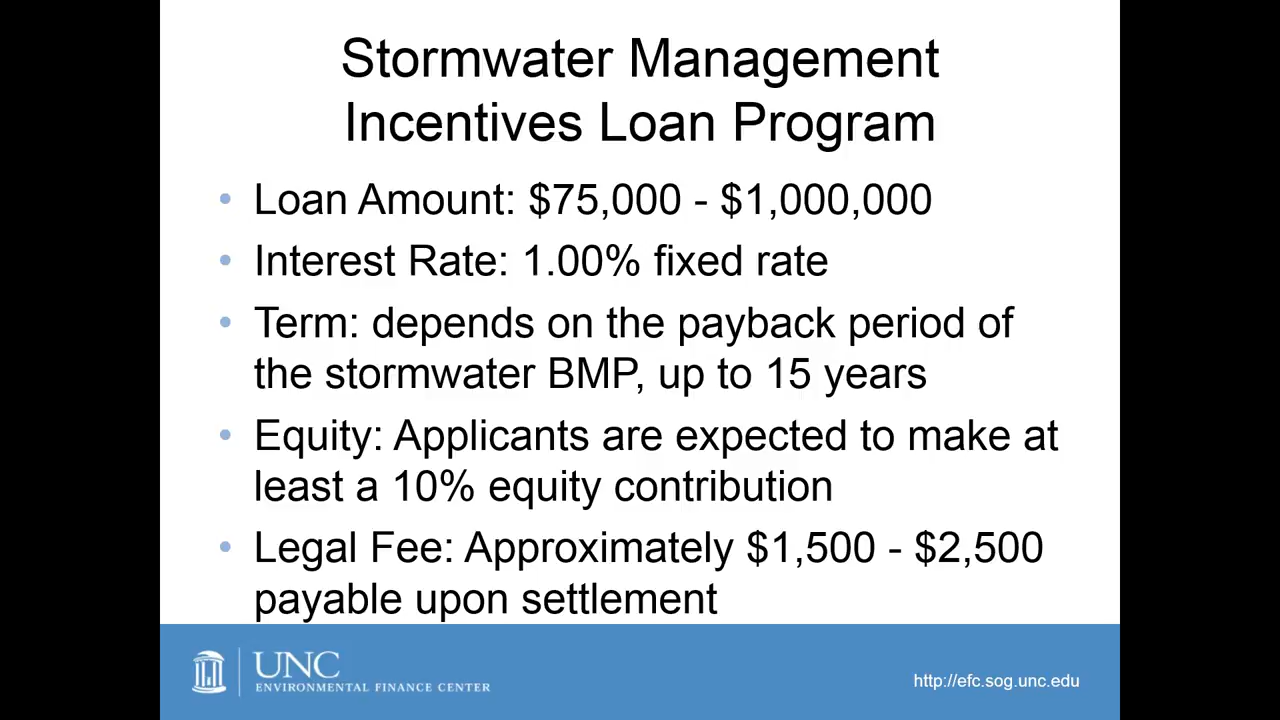 Stormwater Management
Incentives Loan Program
• Loan Amount: $75,000 - $1,000,000
• Interest Rate: 1.00% fixed rate
• Term: depends on the payback period of
the stormwater BMP, up to 15 years
• Equity: Applicants are expected to make at
least a 10% equity contribution
• Legal Fee: Approximately $1,500 - $2,500
payable upon settlement
UNC
ENVIRONMENTAL FINANCE CENTER
http://efc.sog.unc.edu